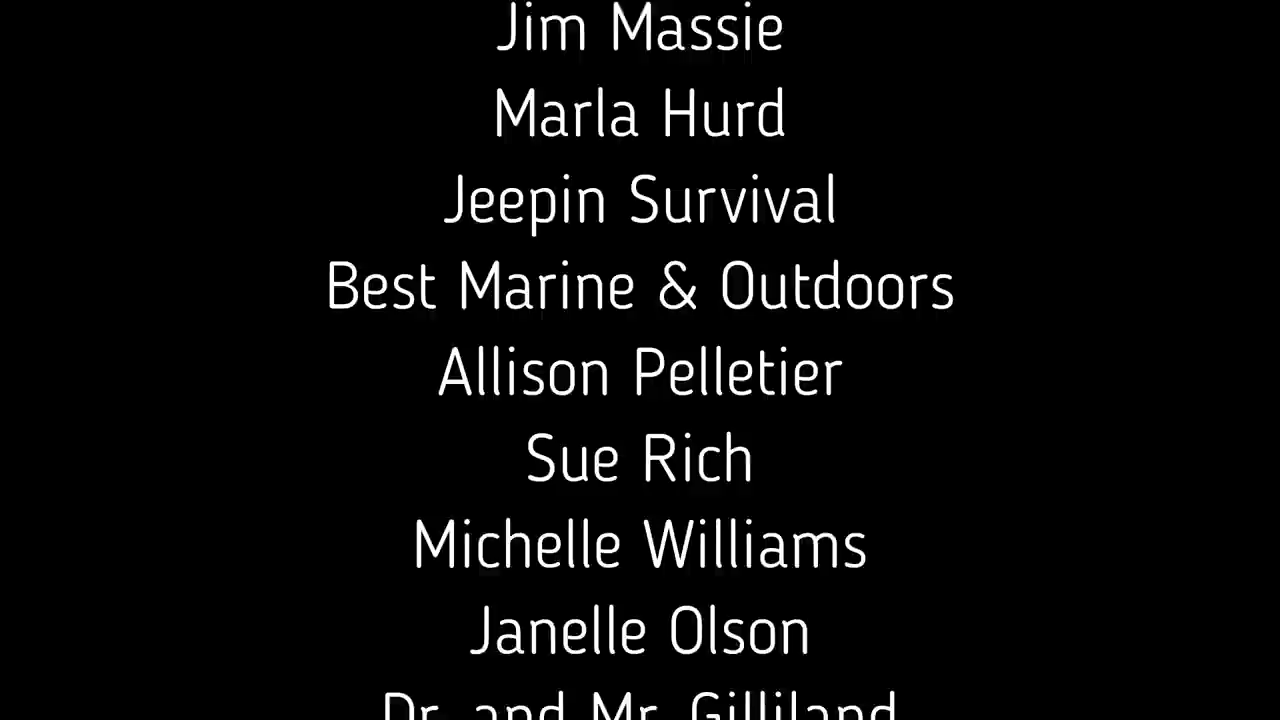 Jim Massie
Marla Hurd
Jeepin Survival
Best Marine & Outdoors
Allison Pelletier
Sue Rich
Michelle Williams
Janelle Olson
Dr. and Mr. Gilliland